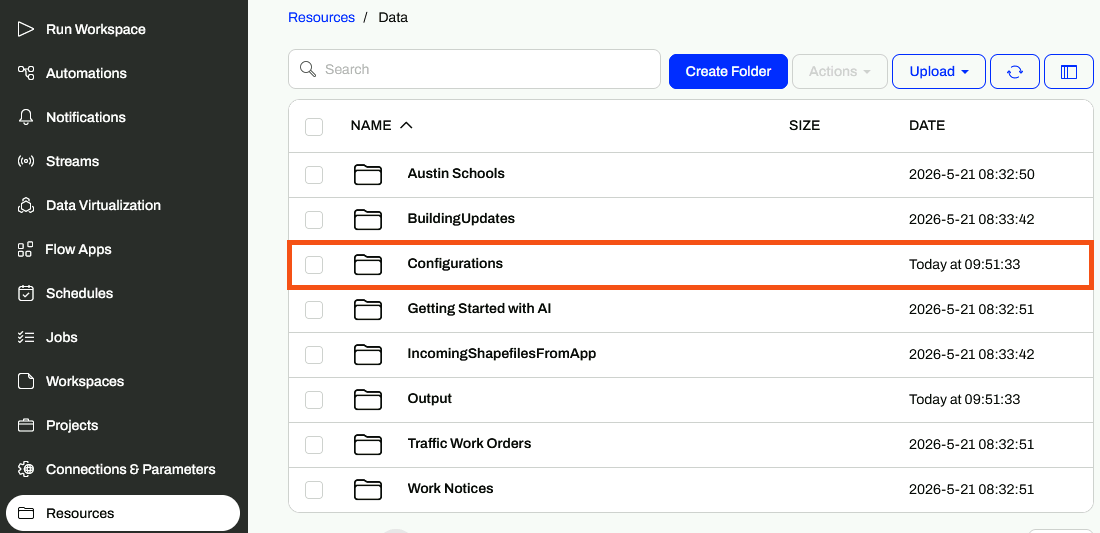 Run Workspace
Automations
Notifications
Streams
Data Virtualization
Flow Apps
Schedules
Jobs
Workspaces
Projects
Connections & Parameters
Resources
Resources / Data
Search
Create Folder
Actions
Upload
NAME SIZE DATE
Austin Schools 2026-5-21 08:32:50
BuildingUpdates 2026-5-21 08:33:42
Configurations Today at 09:51:33
Getting Started with AI 2026-5-21 08:32:51
IncomingShapefilesFromApp 2026-5-21 08:33:42
Output Today at 09:51:33
Traffic Work Orders 2026-5-21 08:32:51
Work Notices 2026-5-21 08:32:51